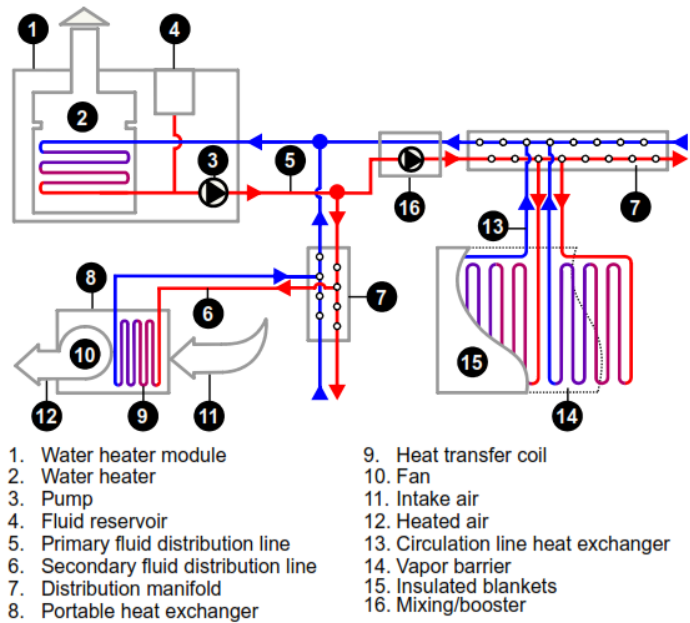 1
4
2
3
5
16
7
13
8
6
7
10
15
12
9
11
14
1. Water heater module
2. Water heater
3. Pump
4. Fluid reservoir
5. Primary fluid distribution line
6. Secondary fluid distribution line
7. Distribution manifold
8. Portable heat exchanger
9. Heat transfer coil
10. Fan
11. Intake air
12. Heated air
13. Circulation line heat exchanger
14. Vapor barrier
15. Insulated blankets
16. Mixing/booster